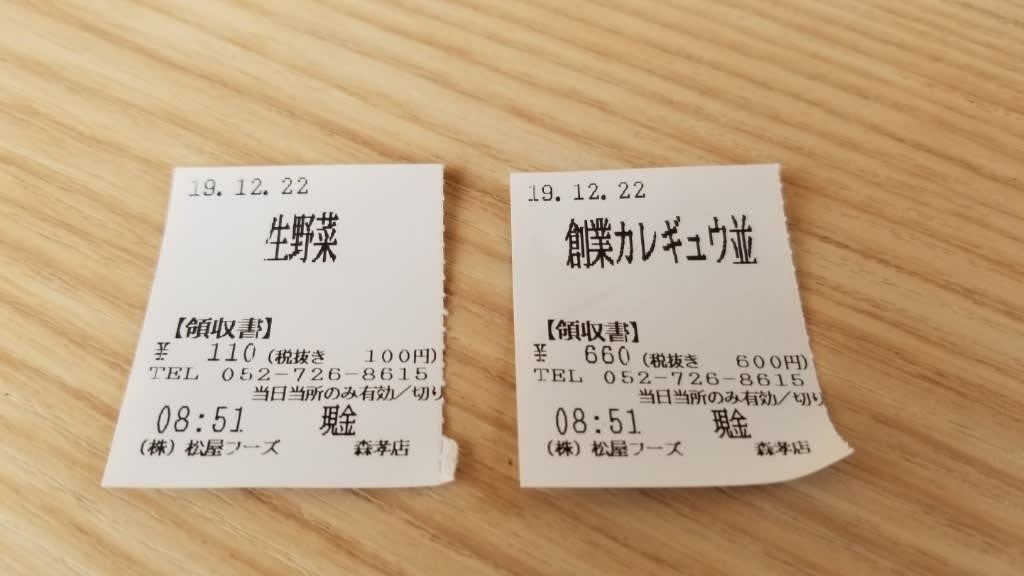 19.12.22
生野菜
【領収書】
¥ 110 (税抜き 100円)
TEL 052-726-8615
当日当所のみ有効/切り
08:51 現金
(株) 松屋フーズ 森孝店
19.12.22
創業カレギュウ並
【領収書】
¥ 660 (税抜き 600円)
TEL 052-726-8615
当日当所のみ有効/切り
08:51 現金
(株) 松屋フーズ 森孝店